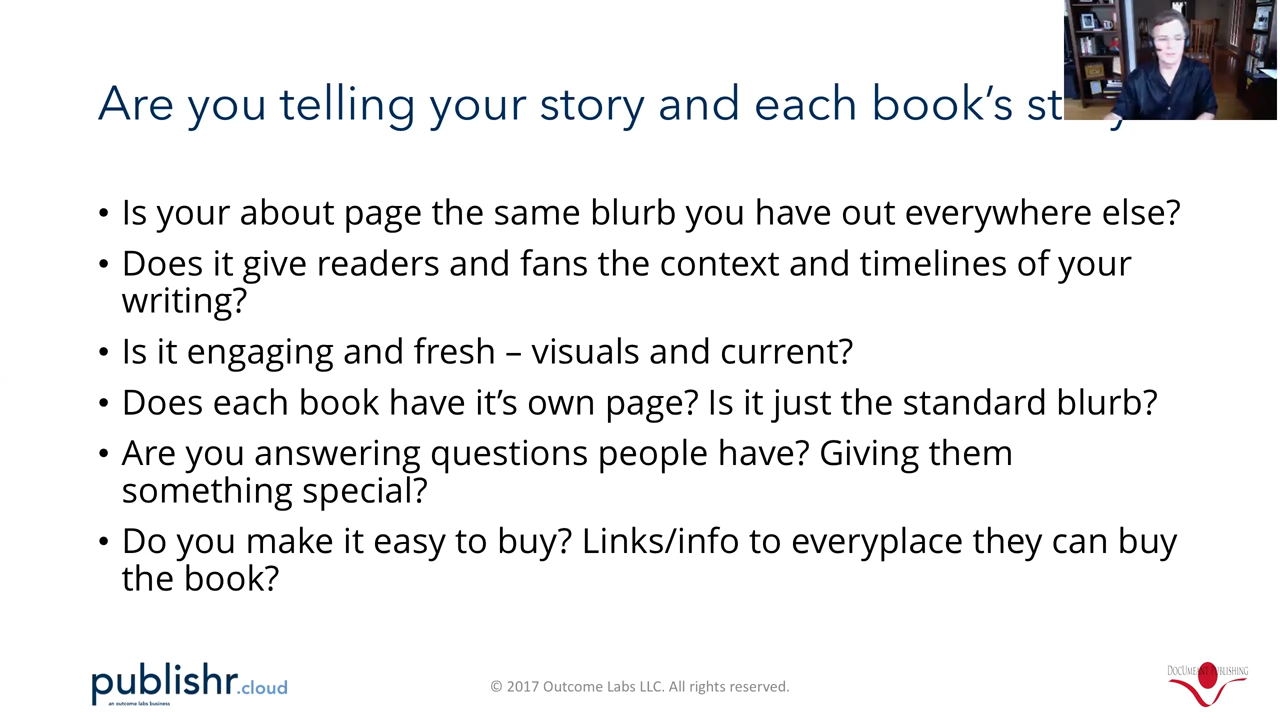 Are you telling your story and each book's
• Is your about page the same blurb you have out everywhere else?
• Does it give readers and fans the context and timelines of your
writing?
• Is it engaging and fresh – visuals and current?
• Does each book have it's own page? Is it just the standard blurb?
• Are you answering questions people have? Giving them
something special?
• Do you make it easy to buy? Links/info to everyplace they can buy
the book?
publishr.cloud
an outcome labs business
© 2017 Outcome Labs LLC. All rights reserved.
DOCUMEANT PUBLISHING